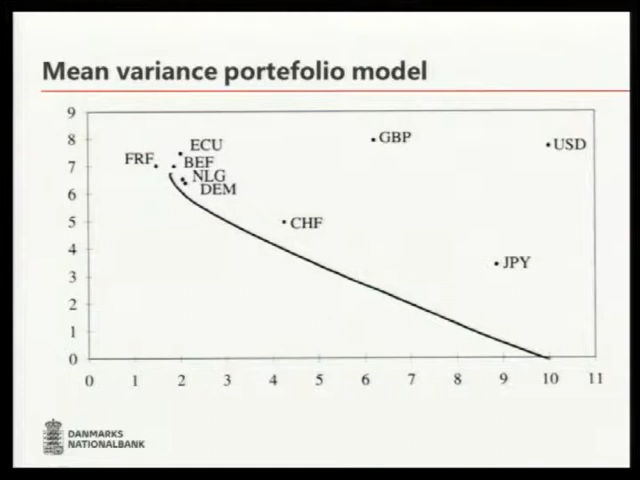 Mean variance portefolio model
9
8
7
6
5
4
3
2
1
0
ECU
FRF
BEF
NLG
DEM
GBP
USD
CHF
JPY
0 1 2 3 4 5 6 7 8 9 10 11
DANMARKS
NATIONALBANK